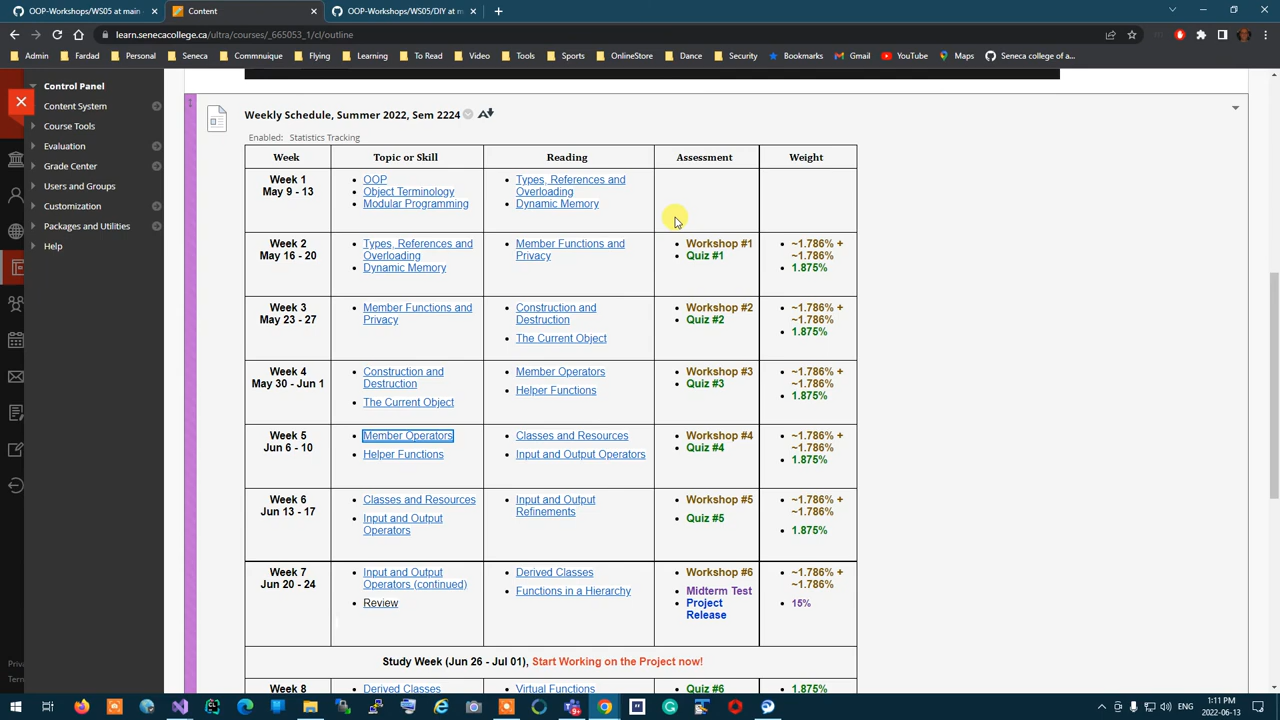 OOP-Workshops/WS05 at main
Content
OOP-Workshops/WS05/DIY at m
learn.senecacollege.ca/ultra/courses/_665053_1/cl/outline
Admin Fardad Personal Seneca Commnuique Flying Learning To Read Video Tools Sports OnlineStore Dance Security Bookmarks Gmail YouTube Seneca college of a...
Control Panel
Content System
Course Tools
Evaluation
Grade Center
Users and Groups
Customization
Packages and Utilities
Help
Weekly Schedule, Summer 2022, Sem 2224
Enabled: Statistics Tracking
Week Topic or Skill Reading Assessment Weight
Week 1
May 9 - 13
OOP
Object Terminology
Modular Programming
Types, References and
Overloading
Dynamic Memory
Week 2
May 16 - 20
Types, References and
Overloading
Dynamic Memory
Member Functions and
Privacy
Workshop #1
Quiz #1
~1.786% +
~1.786%
1.875%
Week 3
May 23 - 27
Member Functions and
Privacy
Construction and
Destruction
The Current Object
Workshop #2
Quiz #2
~1.786% +
~1.786%
1.875%
Week 4
May 30 - Jun 1
Construction and
Destruction
The Current Object
Member Operators
Helper Functions
Workshop #3
Quiz #3
~1.786% +
~1.786%
1.875%
Week 5
Jun 6 - 10
Member Operators
Helper Functions
Classes and Resources
Input and Output Operators
Workshop #4
Quiz #4
~1.786% +
~1.786%
1.875%
Week 6
Jun 13 - 17
Classes and Resources
Input and Output
Operators
Input and Output
Refinements
Workshop #5
Quiz #5
~1.786% +
~1.786%
1.875%
Week 7
Jun 20 - 24
Input and Output
Operators (continued)
Review
Derived Classes
Functions in a Hierarchy
Workshop #6
Midterm Test
Project
Release
~1.786% +
~1.786%
15%
Study Week (Jun 26 - Jul 01), Start Working on the Project now!
Week 8 Derived Classes Virtual Functions Quiz #6 1.875%
Priva
Term
ENG
1:11 PM
2022-06-13